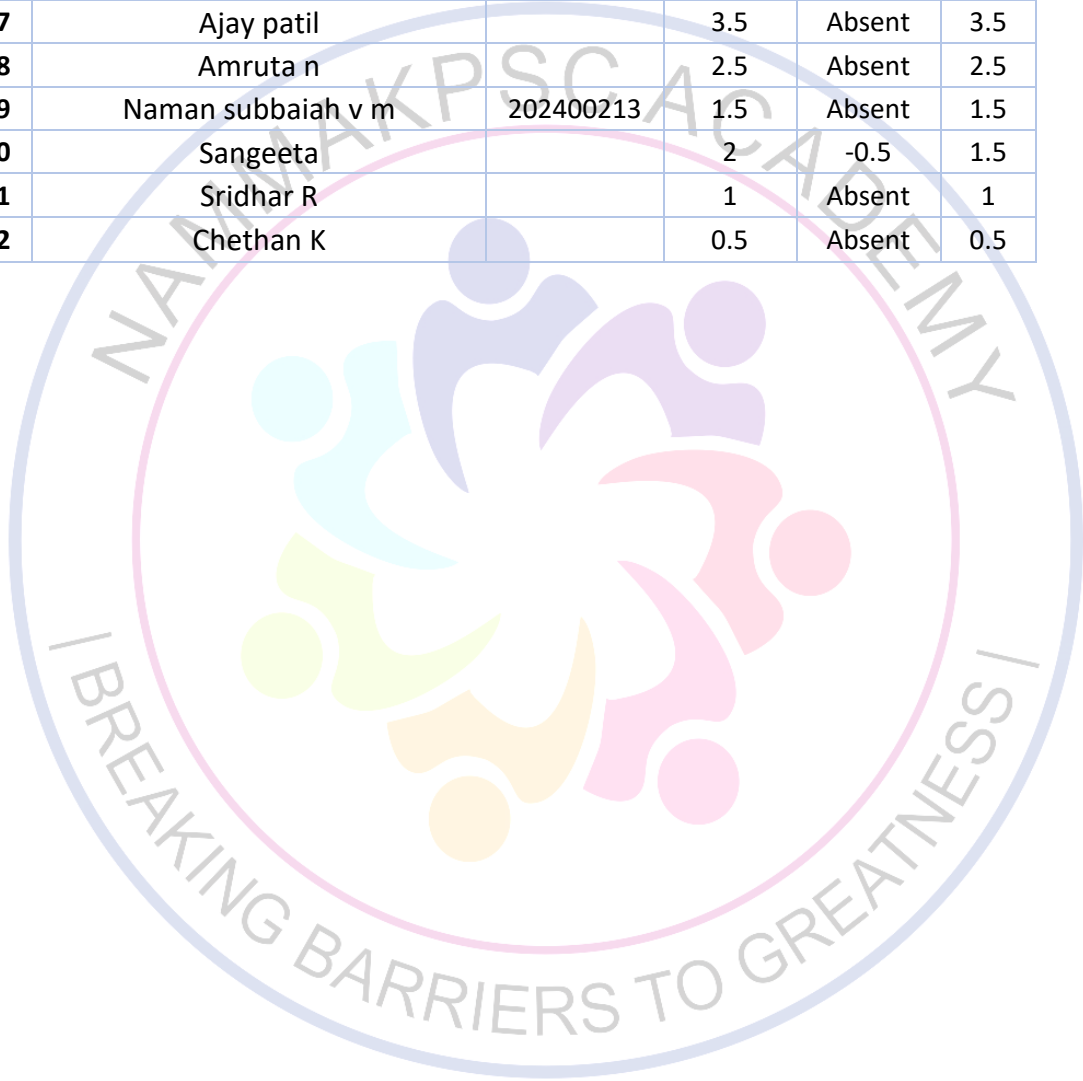 7 Ajay patil 3.5 Absent 3.5
8 Amruta n 2.5 Absent 2.5
9 Naman subbaiah v m 202400213 1.5 Absent 1.5
0 Sangeeta 2 -0.5 1.5
1 Sridhar R 1 Absent 1
2 Chethan K 0.5 Absent 0.5
NAMMAKPSC ACADEMY
| BREAKING BARRIERS TO GREATNESS |